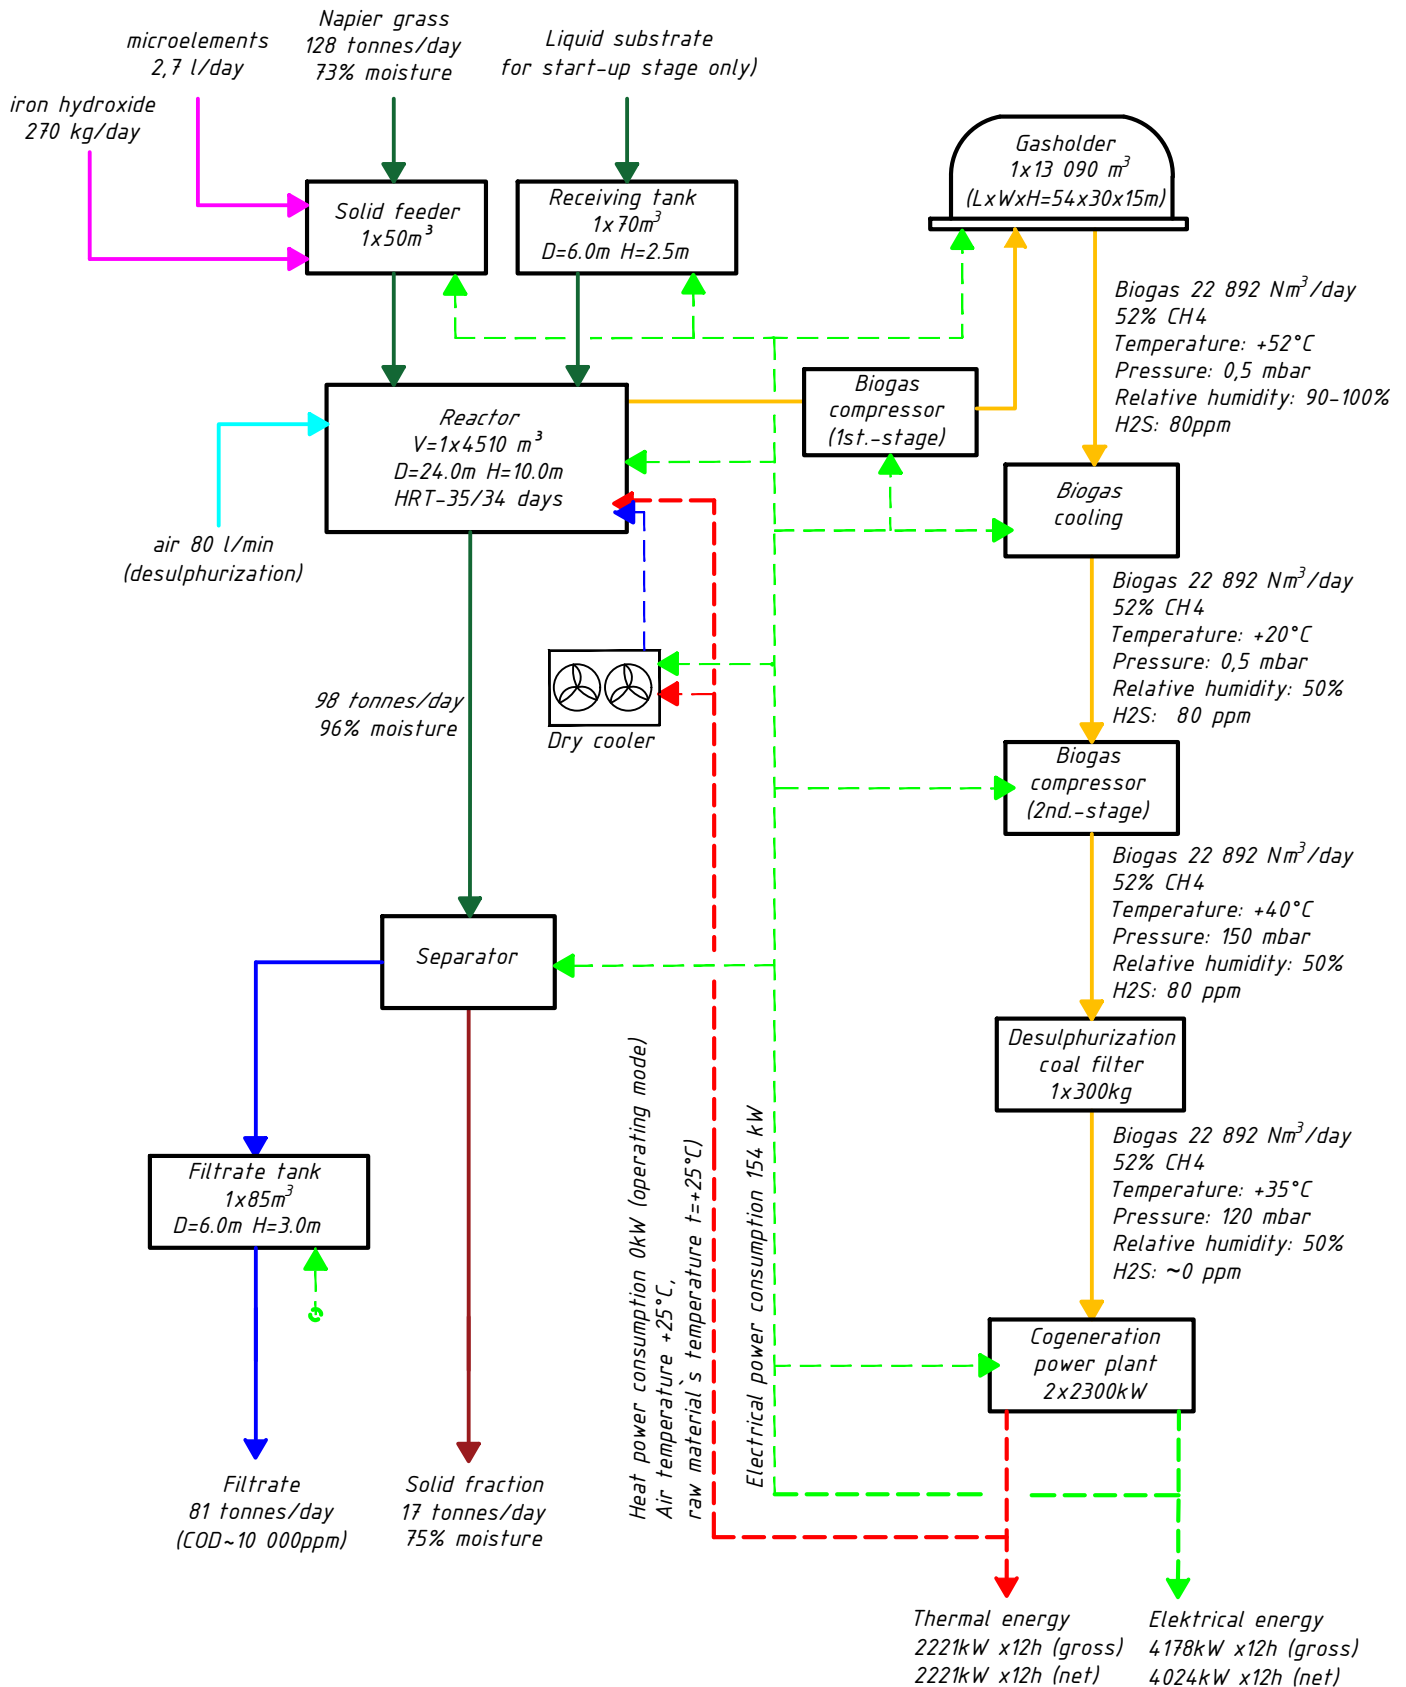 Napier grass
128 tonnes/day
73% moisture
microelements
2,7 l/day
iron hydroxide
270 kg/day
Liquid substrate
for start-up stage only)
Solid feeder
1x50m³
Receiving tank
1x70m³
D=6.0m H=2.5m
Gasholder
1x13 090 m³
(LxWxH=54x30x15m)
Biogas 22 892 Nm³/day
52% CH4
Temperature: +52°C
Pressure: 0,5 mbar
Relative humidity: 90-100%
H2S: 80ppm
Reactor
V=1x4510 m³
D=24.0m H=10.0m
HRT-35/34 days
Biogas
compressor
(1st.-stage)
Biogas
cooling
air 80 l/min
(desulphurization)
Biogas 22 892 Nm³/day
52% CH4
Temperature: +20°C
Pressure: 0,5 mbar
Relative humidity: 50%
H2S: 80 ppm
98 tonnes/day
96% moisture
Dry cooler
Biogas
compressor
(2nd.-stage)
Biogas 22 892 Nm³/day
52% CH4
Temperature: +40°C
Pressure: 150 mbar
Relative humidity: 50%
H2S: 80 ppm
Separator
Desulphurization
coal filter
1x300kg
Heat power consumption 0kW (operating mode)
Air temperature +25°C,
raw material`s temperature t=+25°C)
Electrical power consumption 154 kW
Biogas 22 892 Nm³/day
52% CH4
Temperature: +35°C
Pressure: 120 mbar
Relative humidity: 50%
H2S: ~0 ppm
Filtrate tank
1x85m³
D=6.0m H=3.0m
Cogeneration
power plant
2x2300kW
Filtrate
81 tonnes/day
(COD~10 000ppm)
Solid fraction
17 tonnes/day
75% moisture
Thermal energy
2221kW x12h (gross)
2221kW x12h (net)
Elektrical energy
4178kW x12h (gross)
4024kW x12h (net)